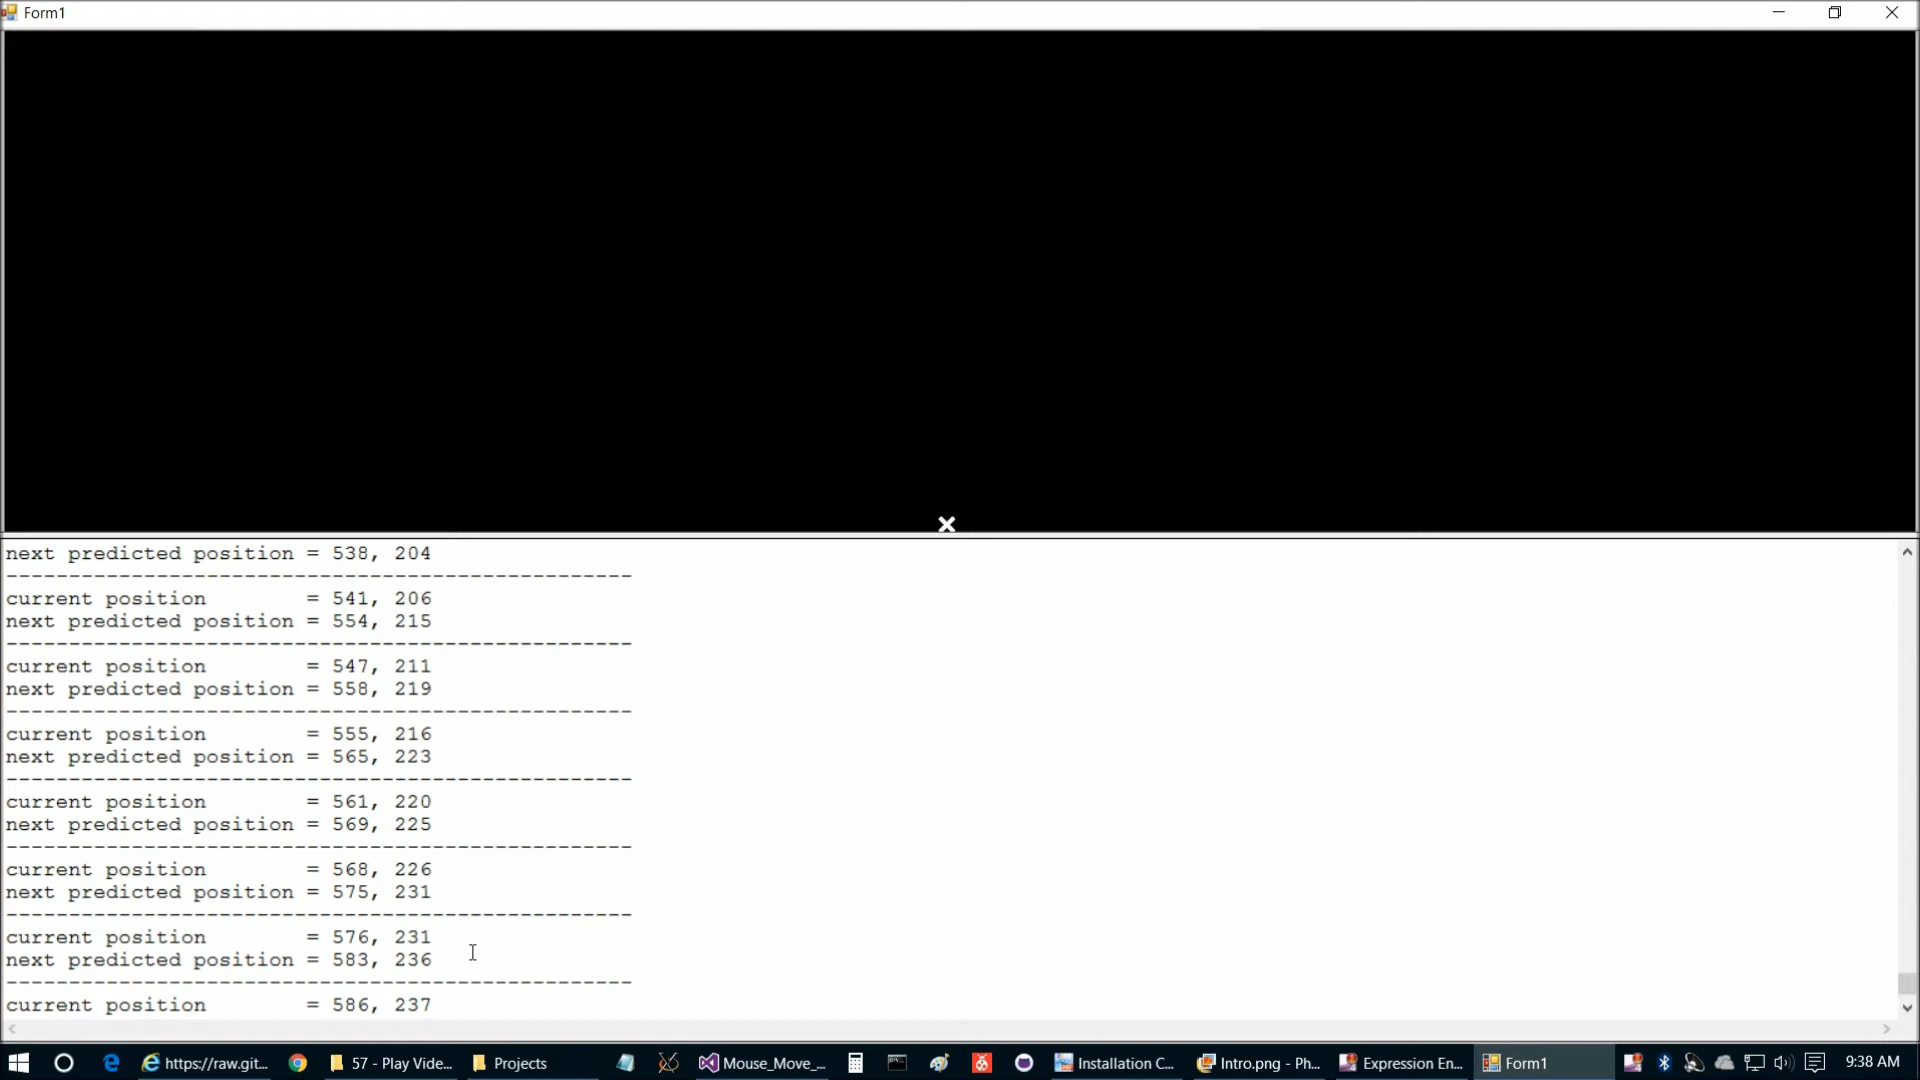 Form1
next predicted position = 538, 204
--------------------------------------------------
current position        = 541, 206
next predicted position = 554, 215
--------------------------------------------------
current position        = 547, 211
next predicted position = 558, 219
--------------------------------------------------
current position        = 555, 216
next predicted position = 565, 223
--------------------------------------------------
current position        = 561, 220
next predicted position = 569, 225
--------------------------------------------------
current position        = 568, 226
next predicted position = 575, 231
--------------------------------------------------
current position        = 576, 231
next predicted position = 583, 236
--------------------------------------------------
current position        = 586, 237
https://raw.git... 57 - Play Vide... Projects Mouse_Move_... Installation C... Intro.png - Ph... Expression En... Form1 9:38 AM